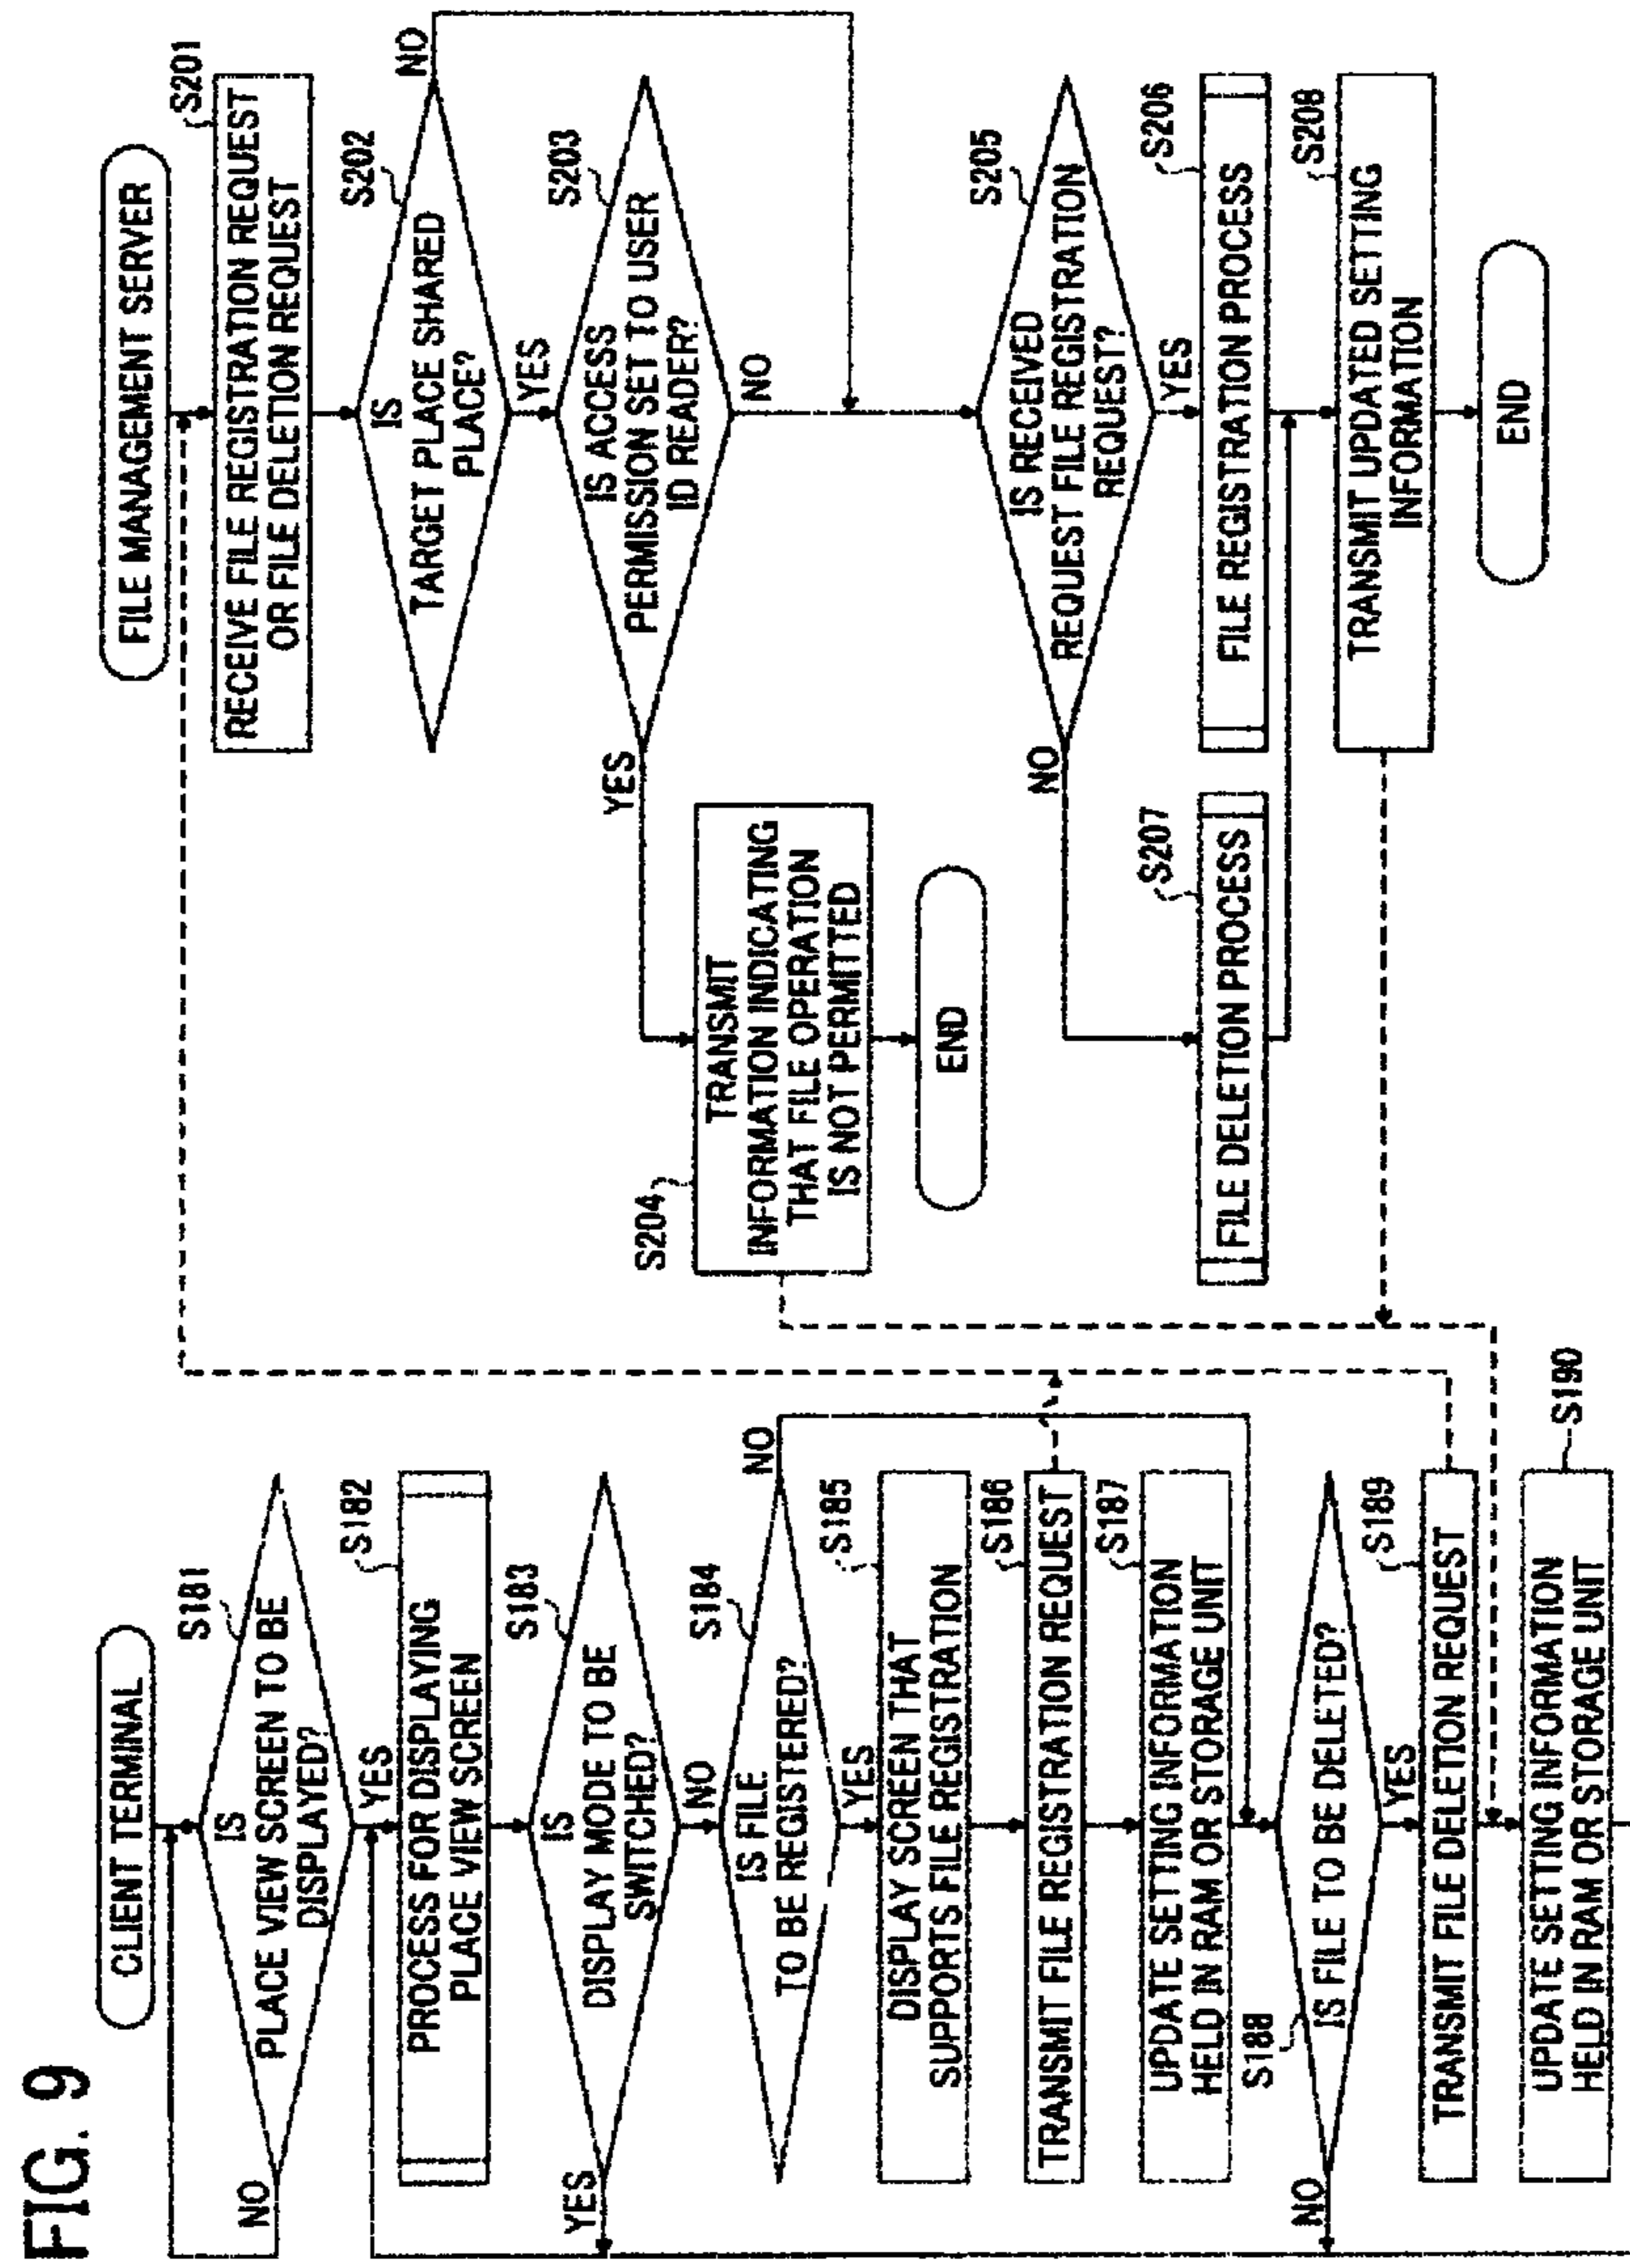 FIG. 9
CLIENT TERMINAL
S181
IS
PLACE VIEW SCREEN TO BE
DISPLAYED?
NO
YES
S182
PROCESS FOR DISPLAYING
PLACE VIEW SCREEN
S183
IS
DISPLAY MODE TO BE
SWITCHED?
YES
NO
S184
IS FILE
TO BE REGISTERED?
NO
YES
S185
DISPLAY SCREEN THAT
SUPPORTS FILE REGISTRATION
S186
TRANSMIT FILE REGISTRATION REQUEST
S187
UPDATE SETTING INFORMATION
HELD IN RAM OR STORAGE UNIT
S188
IS FILE TO BE DELETED?
NO
YES
S189
TRANSMIT FILE DELETION REQUEST
S190
UPDATE SETTING INFORMATION
HELD IN RAM OR STORAGE UNIT
FILE MANAGEMENT SERVER
S201
RECEIVE FILE REGISTRATION REQUEST
OR FILE DELETION REQUEST
S202
IS
TARGET PLACE SHARED
PLACE?
NO
YES
S203
IS ACCESS
PERMISSION SET TO USER
ID READER?
YES
NO
S204
TRANSMIT
INFORMATION INDICATING
THAT FILE OPERATION
IS NOT PERMITTED
END
S205
IS RECEIVED
REQUEST FILE REGISTRATION
REQUEST?
NO
YES
S206
FILE REGISTRATION PROCESS
S207
FILE DELETION PROCESS
S208
TRANSMIT UPDATED SETTING
INFORMATION
END